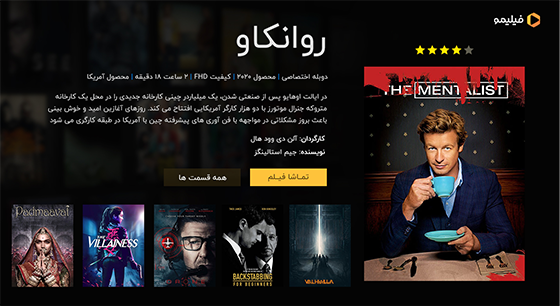 فیلیمو
روانکاو
دوبله اختصاصی | محصول ۲۰۲۰ | کیفیت FHD | ۲ ساعت ۱۸ دقیقه | محصول آمریکا
در ایالت اوهایو پس از صنعتی شدن، یک میلیاردر چینی کارخانه جدیدی را در محل یک کارخانه
متروکه جنرال موتورز با دو هزار کارگر آمریکایی افتتاح می کند. روزهای آغازین امید و خوش بینی
باعث بروز مشکلاتی در مواجهه با فن آوری های پیشرفته چین با آمریکا در طبقه کارگری می شود
کارگردان: آلن دی وود هال
نویسنده: جیم استالینگز
تماشا فیلم
همه قسمت ها
THE MENTALIST
Padmaavat
THE VILLAINESS
BACKSTABBING
FOR BEGINNERS
VALHALLA